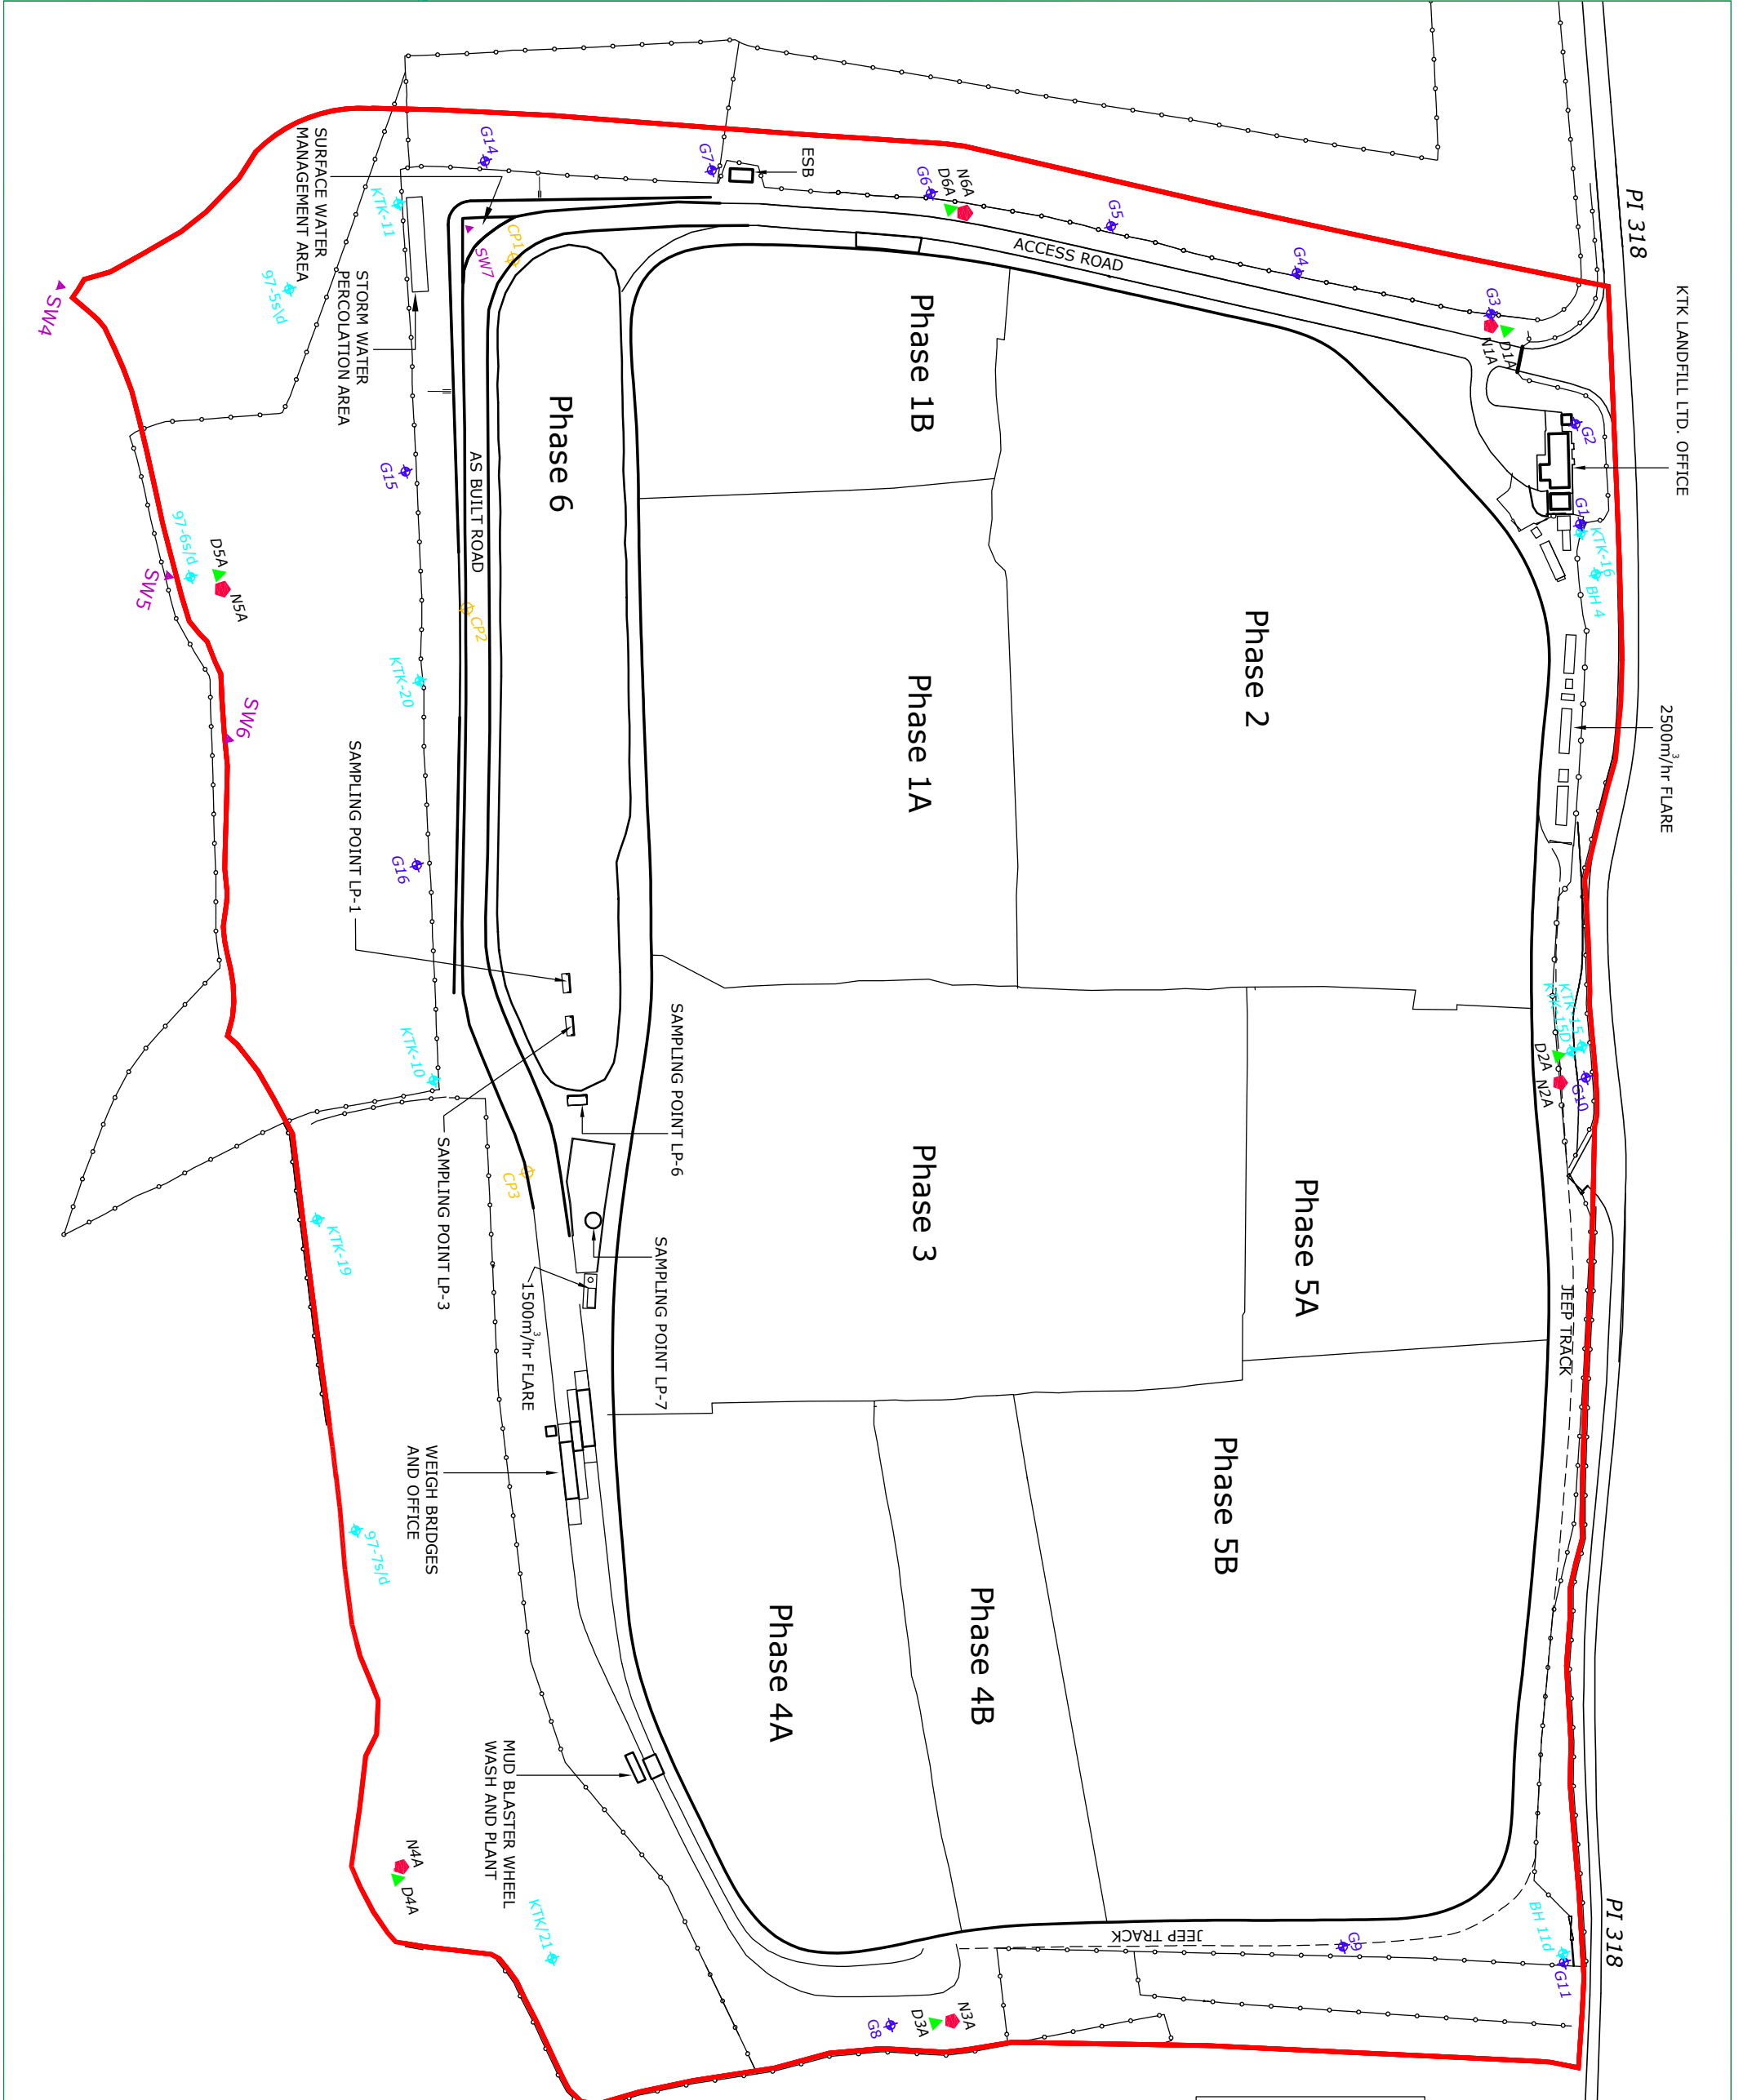 PI 318
KTK LANDFILL LTD. OFFICE
2500m³/hr FLARE
PI 318
ESB
G14
G7
G6
D6A
N6A
G5
G4
G3
D1A
N1A
G2
G1
KTK-16
BH 4
ACCESS ROAD
SURFACE WATER
MANAGEMENT AREA
KTK-11
97-5s\d
STORM WATER
PERCOLATION AREA
CP1
SW7
SW4
Phase 1B
Phase 6
Phase 2
Phase 1A
AS BUILT ROAD
G15
CP2
KTK-20
97-6s/d
D5A
N5A
SW5
SW6
G16
SAMPLING POINT LP-1
SAMPLING POINT LP-6
SAMPLING POINT LP-3
KTK-10
KTK-15
KTK-15D
D2A
N2A
G10
Phase 3
Phase 5A
JEEP TRACK
CP3
KTK-19
SAMPLING POINT LP-7
1500m³/hr FLARE
WEIGH BRIDGES
AND OFFICE
97-7s/d
Phase 5B
Phase 4B
Phase 4A
MUD BLASTER WHEEL
WASH AND PLANT
N4A
D4A
KTK/21
JEEP TRACK
G9
BH 11d
G11
G8
D3A
N3A